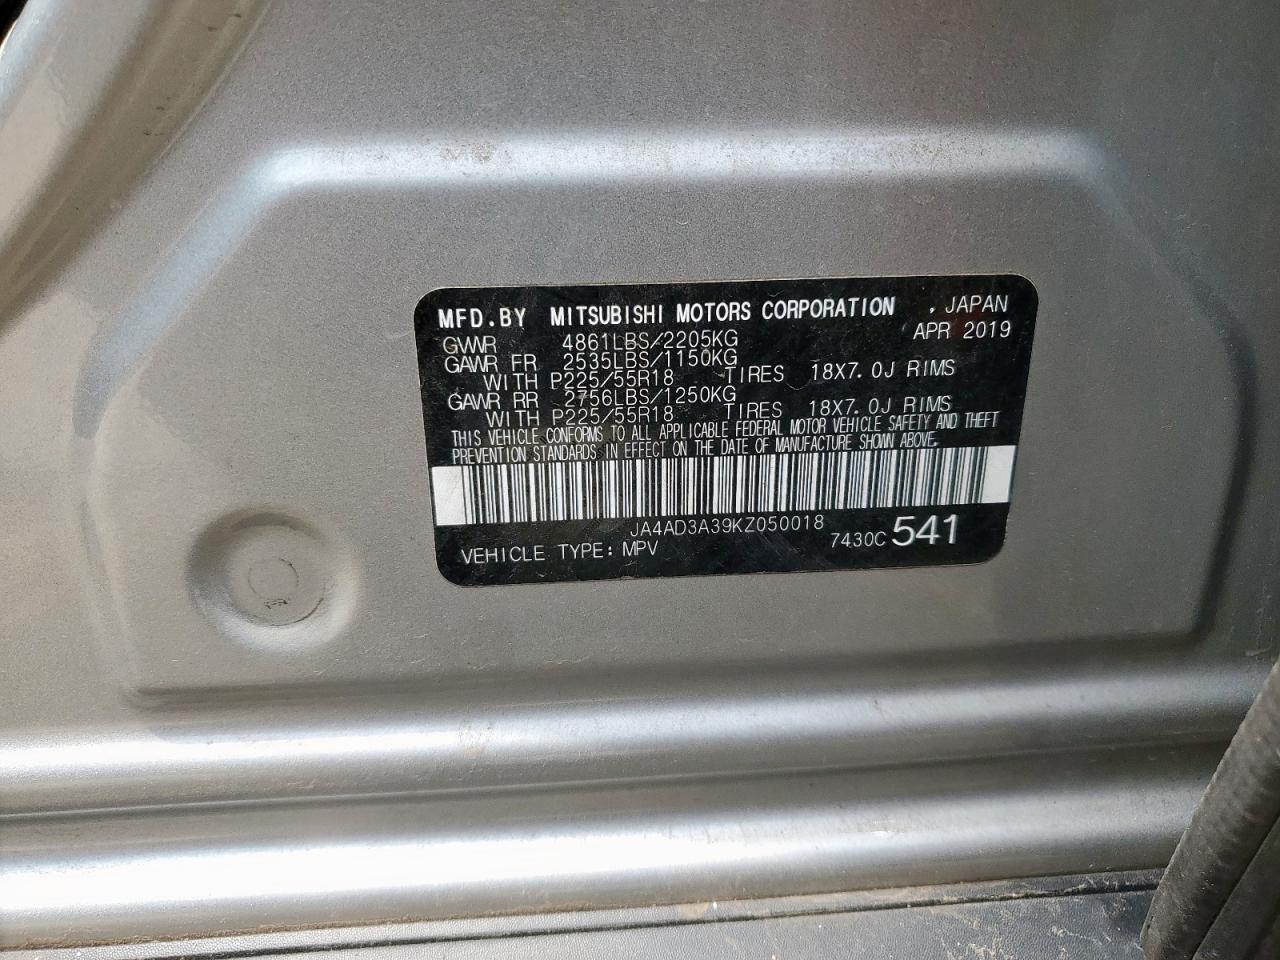 MFD.BY MITSUBISHI MOTORS CORPORATION , JAPAN
APR 2019
GVWR 4861LBS/2205KG
GAWR FR 2535LBS/1150KG
WITH P225/55R18 TIRES 18X7.0J RIMS
GAWR RR 2756LBS/1250KG
WITH P225/55R18 TIRES 18X7.0J RIMS
THIS VEHICLE CONFORMS TO ALL APPLICABLE FEDERAL MOTOR VEHICLE SAFETY AND THEFT
PREVENTION STANDARDS IN EFFECT ON THE DATE OF MANUFACTURE SHOWN ABOVE.
JA4AD3A39KZ050018
VEHICLE TYPE: MPV 7430C 541